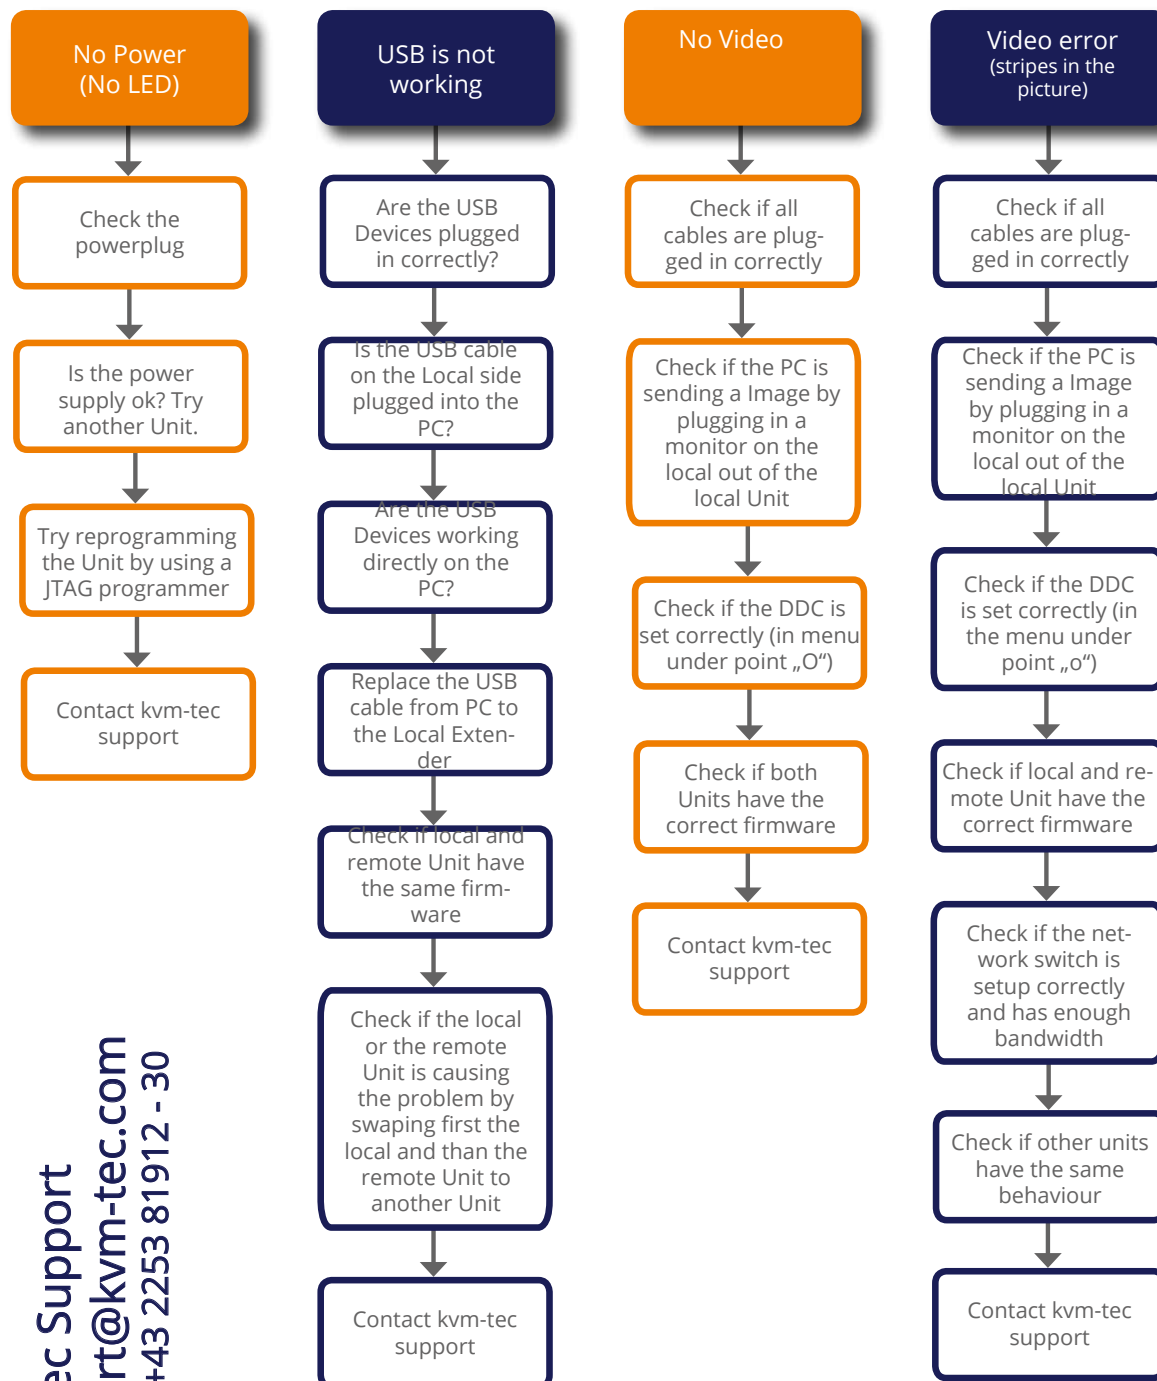 No Power
(No LED)
Check the
powerplug
Is the power
supply ok? Try
another Unit.
Try reprogramming
the Unit by using a
JTAG programmer
Contact kvm-tec
support
USB is not
working
Are the USB
Devices plugged
in correctly?
Is the USB cable
on the Local side
plugged into the
PC?
Are the USB
Devices working
directly on the
PC?
Replace the USB
cable from PC to
the Local Exten-
der
Check if local and
remote Unit have
the same firm-
ware
Check if the local
or the remote
Unit is causing
the problem by
swaping first the
local and than the
remote Unit to
another Unit
Contact kvm-tec
support
No Video
Check if all
cables are plug-
ged in correctly
Check if the PC is
sending a Image by
plugging in a
monitor on the
local out of the
local Unit
Check if the DDC is
set correctly (in menu
under point „O“)
Check if both
Units have the
correct firmware
Contact kvm-tec
support
Video error
(stripes in the
picture)
Check if all
cables are plug-
ged in correctly
Check if the PC is
sending a Image
by plugging in a
monitor on the
local out of the
local Unit
Check if the DDC
is set correctly (in
the menu under
point „o“)
Check if local and re-
mote Unit have the
correct firmware
Check if the net-
work switch is
setup correctly
and has enough
bandwidth
Check if other units
have the same
behaviour
Contact kvm-tec
support
ec Support
rt@kvm-tec.com
+43 2253 81912 - 30